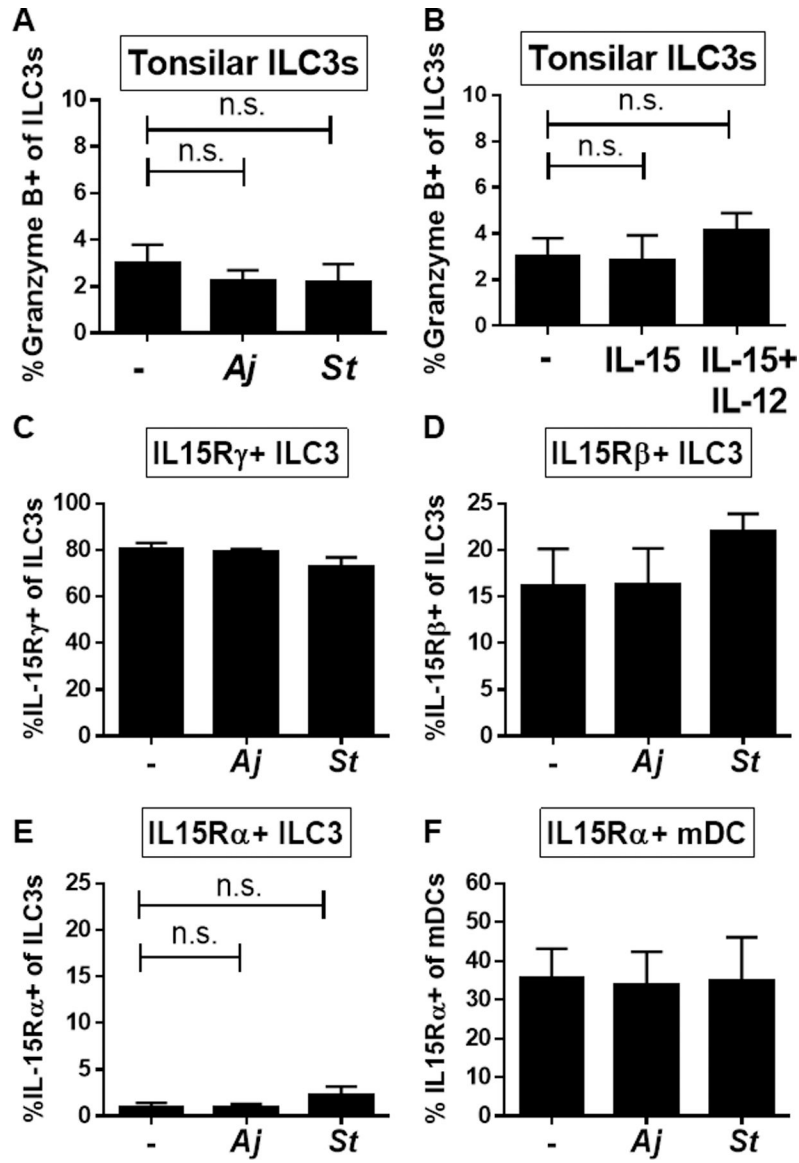 A
Tonsilar ILC3s
%Granzyme B+ of ILC3s
10
8
6
4
2
0
n.s.
n.s.
- Aj St
B
Tonsilar ILC3s
%Granzyme B+ of ILC3s
10
8
6
4
2
0
n.s.
n.s.
- IL-15 IL-15+
IL-12
C
IL15Rγ+ ILC3
%IL-15Rγ+ of ILC3s
100
80
60
40
20
0
- Aj St
D
IL15Rβ+ ILC3
%IL-15Rβ+ of ILC3s
25
20
15
10
5
0
- Aj St
E
IL15Rα+ ILC3
%IL-15Rα+ of ILC3s
25
20
15
10
5
0
n.s.
n.s.
- Aj St
F
IL15Rα+ mDC
% IL15Rα+ of mDCs
60
50
40
30
20
10
0
- Aj St